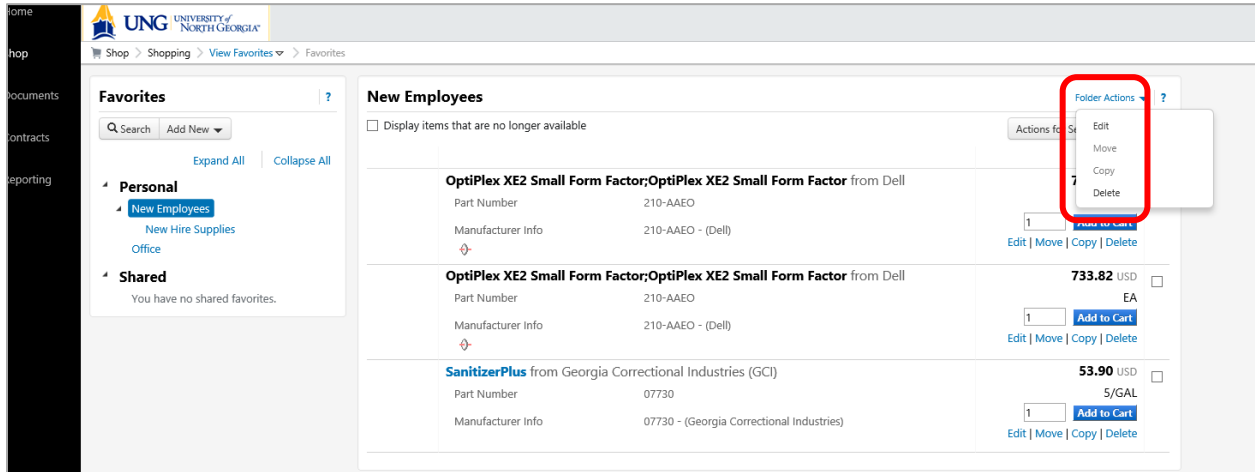 UNG UNIVERSITY of
NORTH GEORGIA™
Shop > Shopping > View Favorites > Favorites
Home
Shop
Documents
Contracts
Reporting
Favorites ?
Search Add New
Expand All Collapse All
Personal
New Employees
New Hire Supplies
Office
Shared
You have no shared favorites.
New Employees Folder Actions ?
Display items that are no longer available
Edit
Move
Copy
Delete
OptiPlex XE2 Small Form Factor;OptiPlex XE2 Small Form Factor from Dell
Part Number 210-AAEO
Manufacturer Info 210-AAEO - (Dell)
1 Add to Cart
Edit | Move | Copy | Delete
OptiPlex XE2 Small Form Factor;OptiPlex XE2 Small Form Factor from Dell 733.82 USD
Part Number 210-AAEO EA
Manufacturer Info 210-AAEO - (Dell) 1 Add to Cart
Edit | Move | Copy | Delete
SanitizerPlus from Georgia Correctional Industries (GCI) 53.90 USD
Part Number 07730 5/GAL
Manufacturer Info 07730 - (Georgia Correctional Industries) 1 Add to Cart
Edit | Move | Copy | Delete